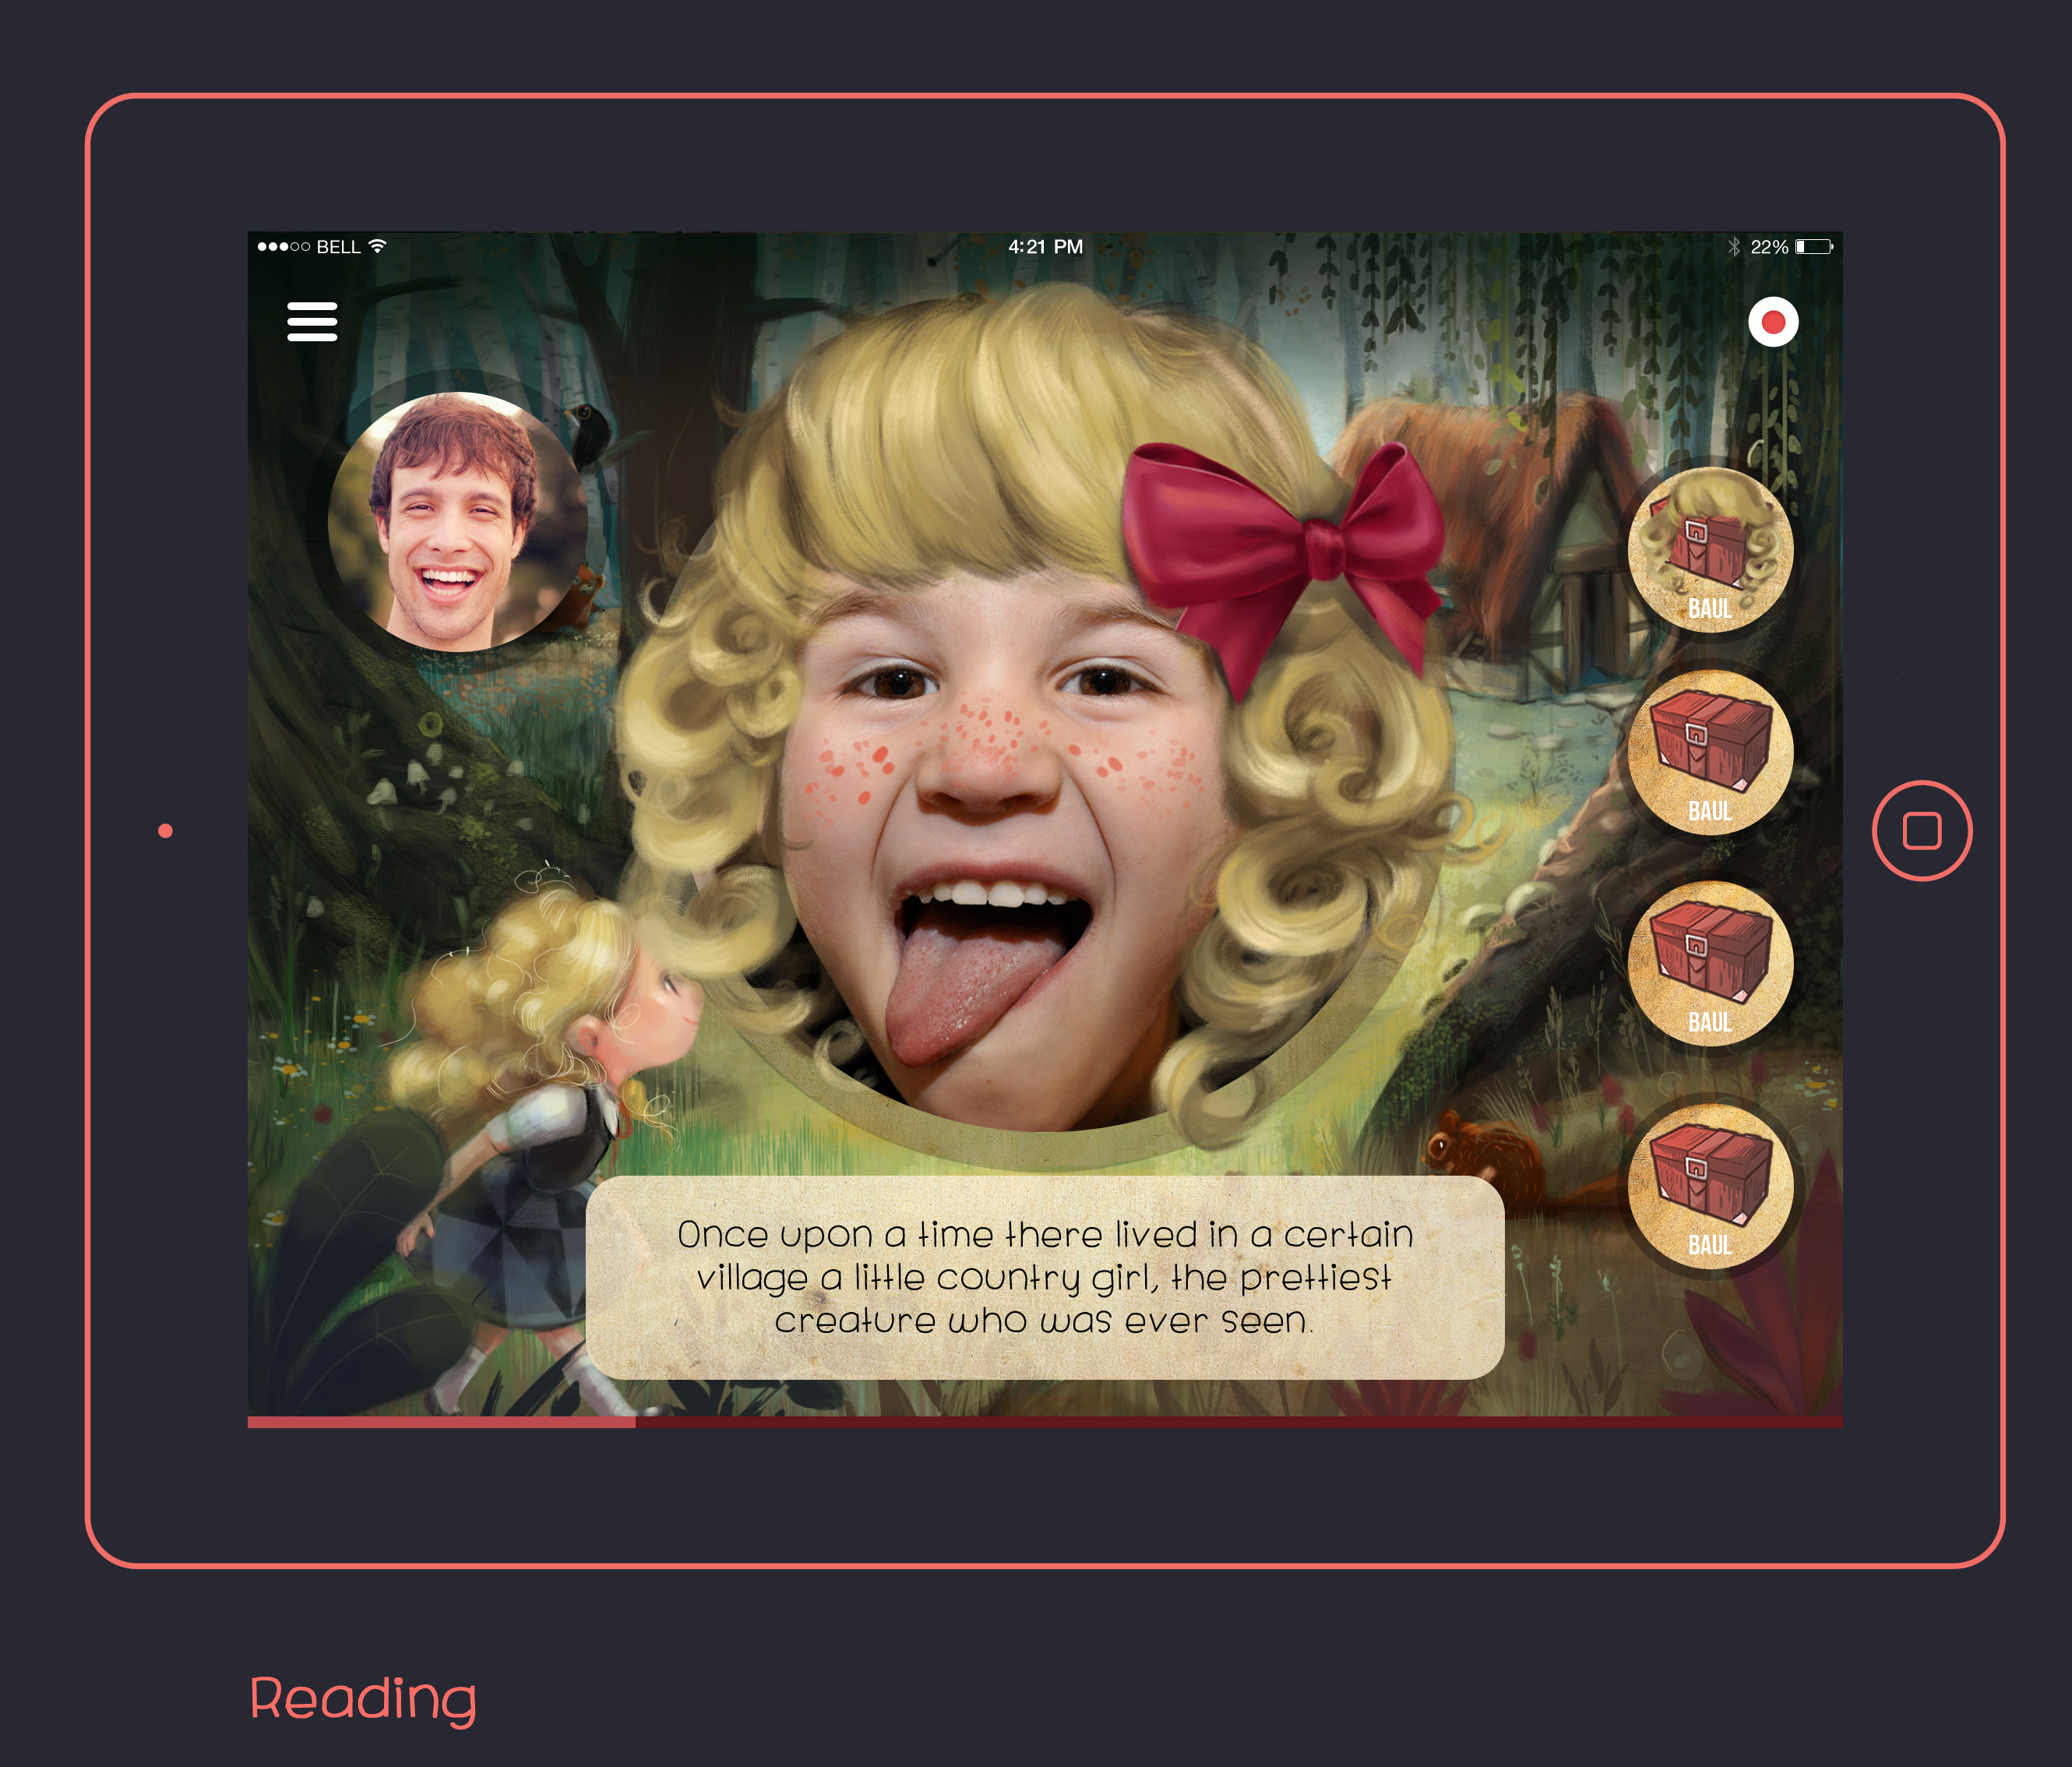 BELL
4:21 PM
22%
BAUL
BAUL
BAUL
BAUL
Once upon a time there lived in a certain
village a little country girl, the prettiest
creature who was ever seen.
Reading